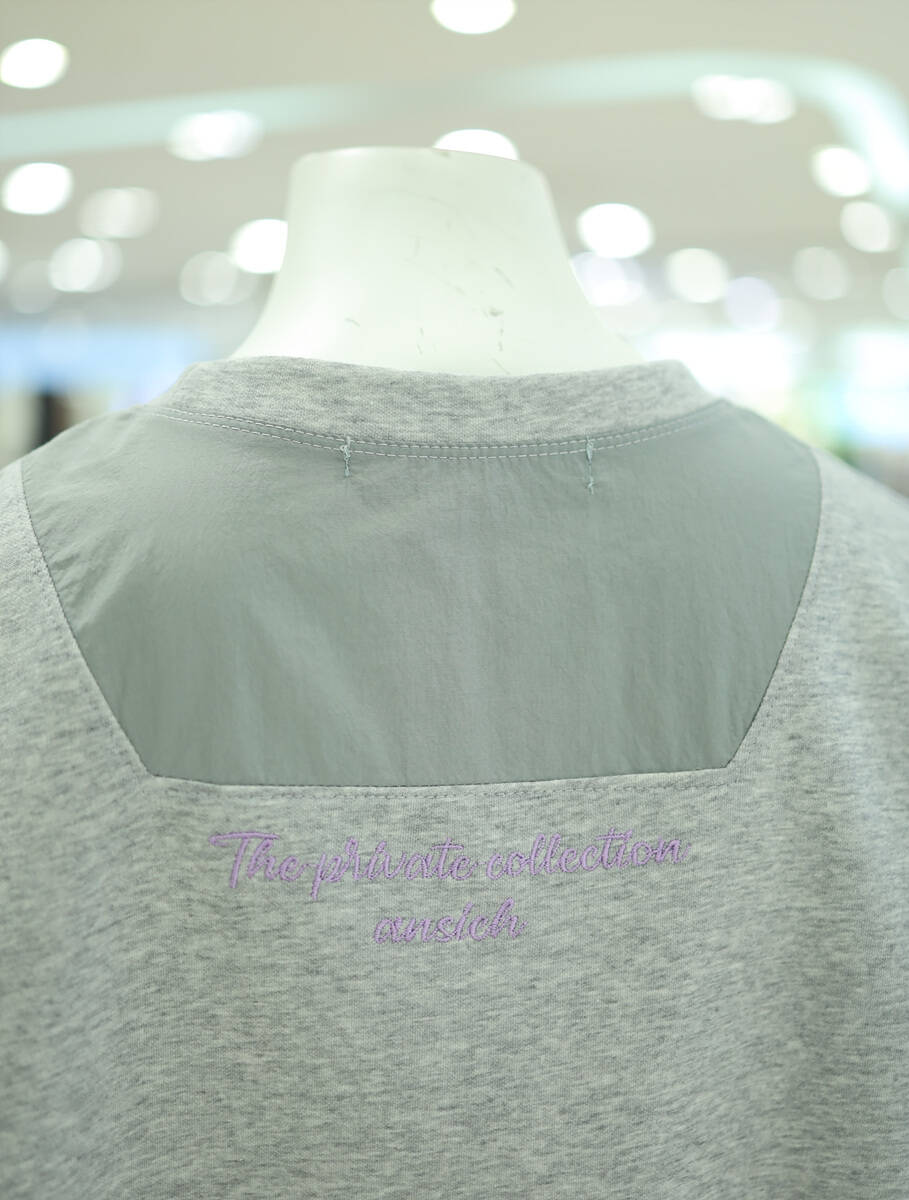 The private collection
ansich